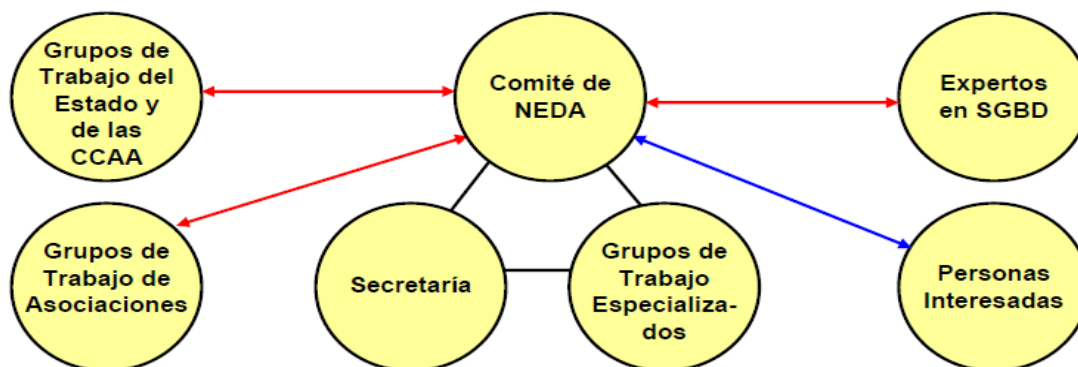 Grupos de
Trabajo del
Estado y
de las
CCAA
Comité de
NEDA
Expertos
en SGBD
Grupos de
Trabajo de
Asociaciones
Secretaría
Grupos de
Trabajo
Especializa-
dos
Personas
Interesadas